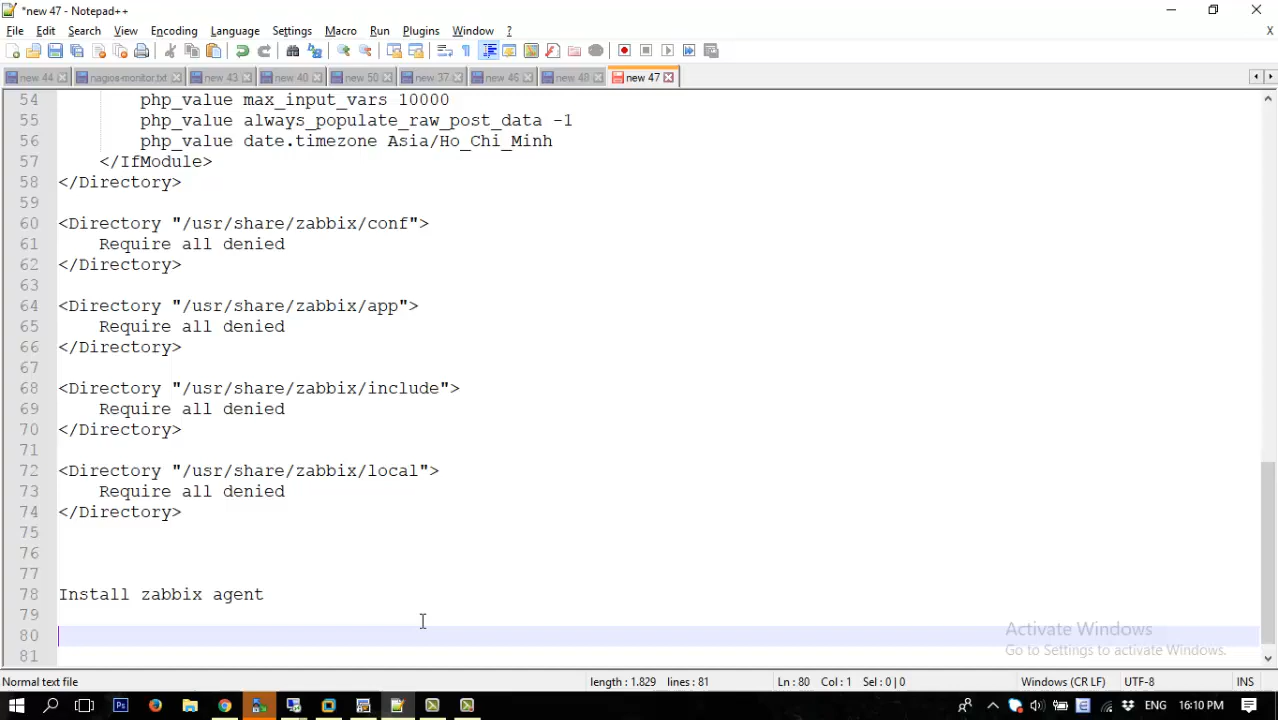 *new 47 - Notepad++
File Edit Search View Encoding Language Settings Macro Run Plugins Window ?
X
new 44 nagios-monitor.txt new 43 new 40 new 50 new 37 new 46 new 48 new 47
54 php_value max_input_vars 10000
55 php_value always_populate_raw_post_data -1
56 php_value date.timezone Asia/Ho_Chi_Minh
57 </IfModule>
58 </Directory>
59
60 <Directory "/usr/share/zabbix/conf">
61 Require all denied
62 </Directory>
63
64 <Directory "/usr/share/zabbix/app">
65 Require all denied
66 </Directory>
67
68 <Directory "/usr/share/zabbix/include">
69 Require all denied
70 </Directory>
71
72 <Directory "/usr/share/zabbix/local">
73 Require all denied
74 </Directory>
75
76
77
78 Install zabbix agent
79
80
81
Activate Windows
Go to Settings to activate Windows.
Normal text file length : 1.829 lines : 81 Ln : 80 Col : 1 Sel : 0 | 0 Windows (CR LF) UTF-8 INS
16:10 PM